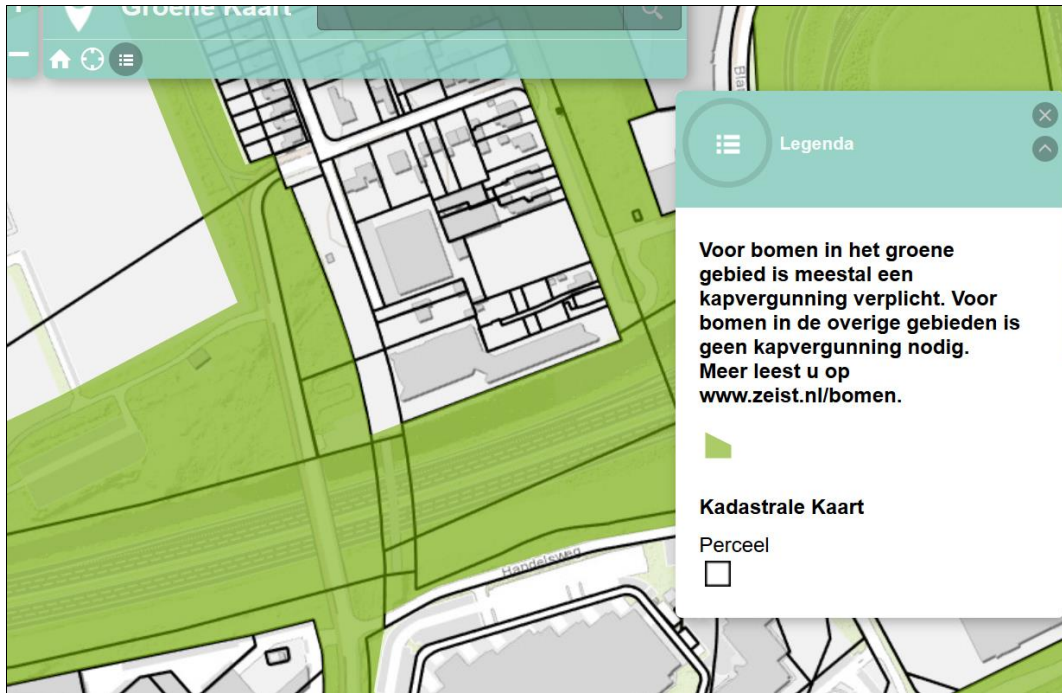 Groene Kaart
Legenda
Voor bomen in het groene
gebied is meestal een
kapvergunning verplicht. Voor
bomen in de overige gebieden is
geen kapvergunning nodig.
Meer leest u op
www.zeist.nl/bomen.
Kadastrale Kaart
Perceel
Handelsweg